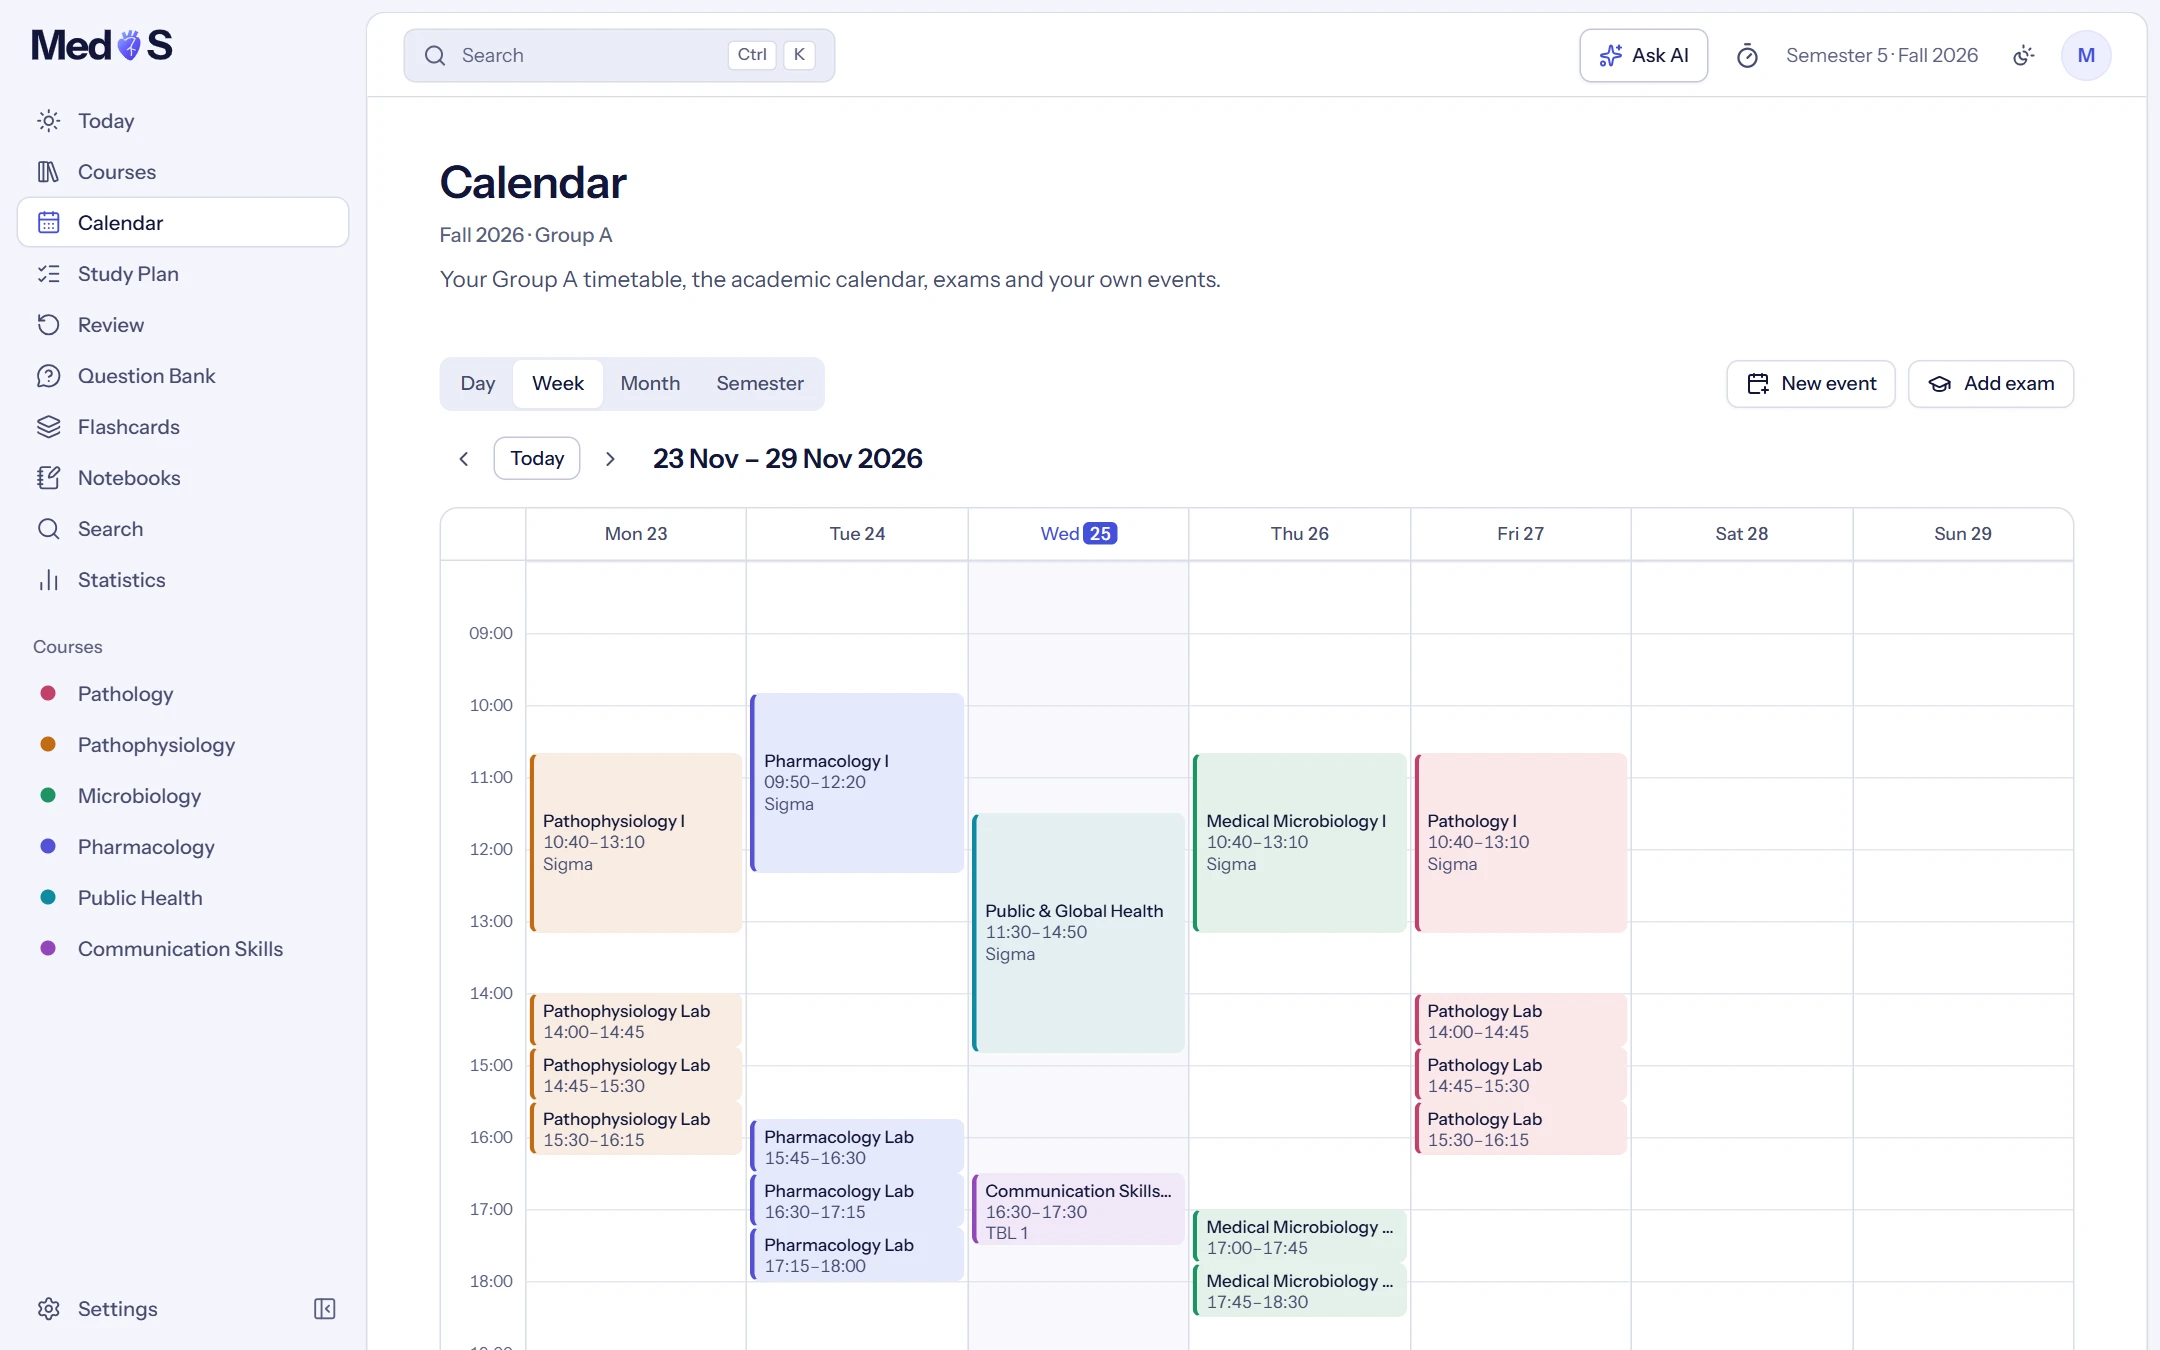 Med S
Today
Courses
Calendar
Study Plan
Review
Question Bank
Flashcards
Notebooks
Search
Statistics
Courses
Pathology
Pathophysiology
Microbiology
Pharmacology
Public Health
Communication Skills
Settings
Search
Ctrl K
Ask AI
Semester 5 · Fall 2026
M
Calendar
Fall 2026 · Group A
Your Group A timetable, the academic calendar, exams and your own events.
Day Week Month Semester
New event
Add exam
Today
23 Nov – 29 Nov 2026
Mon 23
Tue 24
Wed 25
Thu 26
Fri 27
Sat 28
Sun 29
09:00
10:00
11:00
12:00
13:00
14:00
15:00
16:00
17:00
18:00
Pathophysiology I
10:40–13:10
Sigma
Pathophysiology Lab
14:00–14:45
Pathophysiology Lab
14:45–15:30
Pathophysiology Lab
15:30–16:15
Pharmacology I
09:50–12:20
Sigma
Pharmacology Lab
15:45–16:30
Pharmacology Lab
16:30–17:15
Pharmacology Lab
17:15–18:00
Public & Global Health
11:30–14:50
Sigma
Communication Skills...
16:30–17:30
TBL 1
Medical Microbiology I
10:40–13:10
Sigma
Medical Microbiology ...
17:00–17:45
Medical Microbiology ...
17:45–18:30
Pathology I
10:40–13:10
Sigma
Pathology Lab
14:00–14:45
Pathology Lab
14:45–15:30
Pathology Lab
15:30–16:15